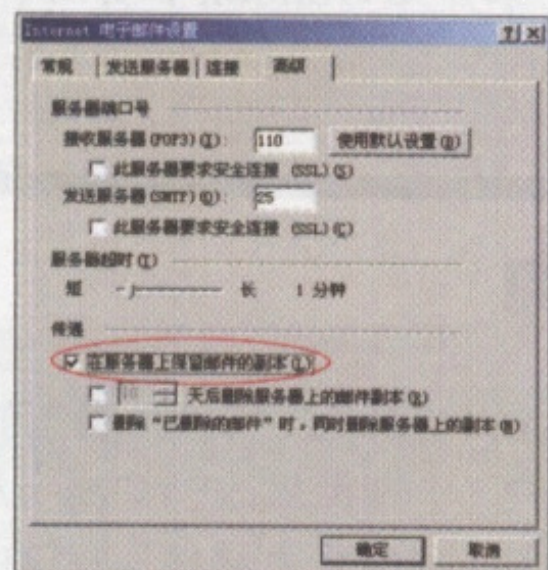 Internet 电子邮件设置
常规 发送服务器 连接 高级
服务器端口号
接收服务器(POP3)(I): 110 使用默认设置(D)
此服务器要求安全连接 (SSL)(S)
发送服务器(SMTP)(O): 25
此服务器要求安全连接 (SSL)(C)
服务器超时(T)
短 长 1 分钟
传递
在服务器上保留邮件的副本(L)
10 天后删除服务器上的邮件副本(R)
删除“已删除的邮件”时，同时删除服务器上的副本(M)
确定 取消